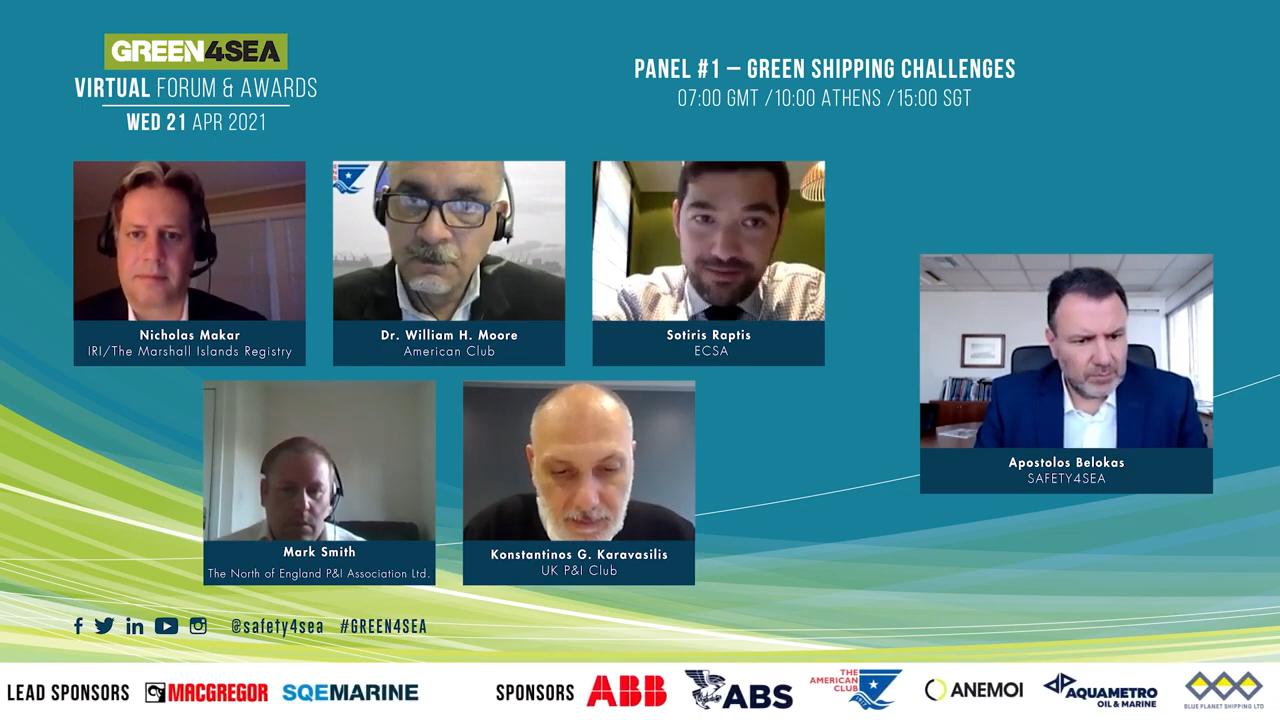 GREEN4SEA
VIRTUAL FORUM & AWARDS
WED 21 APR 2021
PANEL #1 – GREEN SHIPPING CHALLENGES
07:00 GMT /10:00 ATHENS /15:00 SGT
Nicholas Makar
IRI/The Marshall Islands Registry
Dr. William H. Moore
American Club
Sotiris Raptis
ECSA
Apostolos Belokas
SAFETY4SEA
Mark Smith
The North of England P&I Association Ltd.
Konstantinos G. Karavasilis
UK P&I Club
@safety4sea #GREEN4SEA
LEAD SPONSORS
MACGREGOR
SQEMARINE
SPONSORS
ABB
ABS
THE
AMERICAN
CLUB
ANEMOI
AQUAMETRO
OIL & MARINE
BLUE PLANET SHIPPING LTD